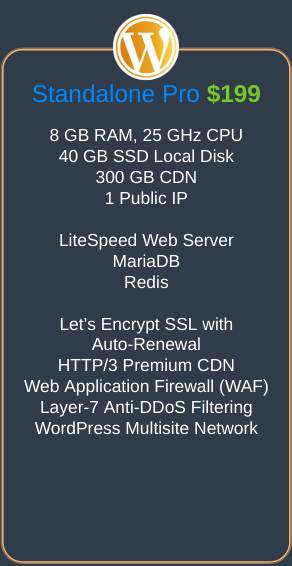 Standalone Pro $199
8 GB RAM, 25 GHz CPU
40 GB SSD Local Disk
300 GB CDN
1 Public IP
LiteSpeed Web Server
MariaDB
Redis
Let’s Encrypt SSL with
Auto-Renewal
HTTP/3 Premium CDN
Web Application Firewall (WAF)
Layer-7 Anti-DDoS Filtering
WordPress Multisite Network